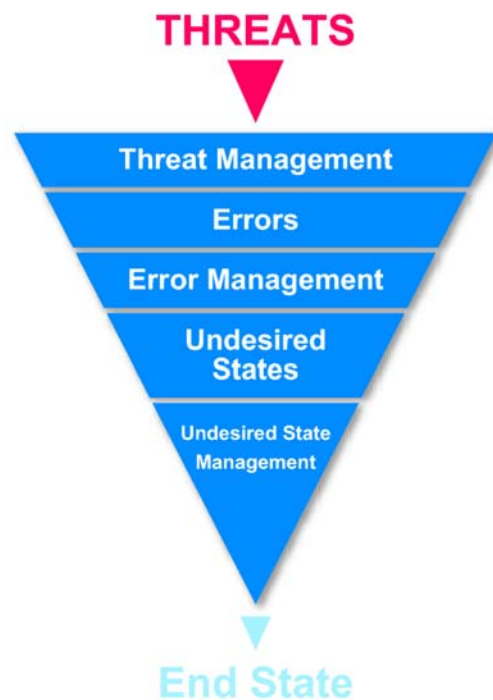 THREATS
Threat Management
Errors
Error Management
Undesired
States
Undesired State
Management
End State